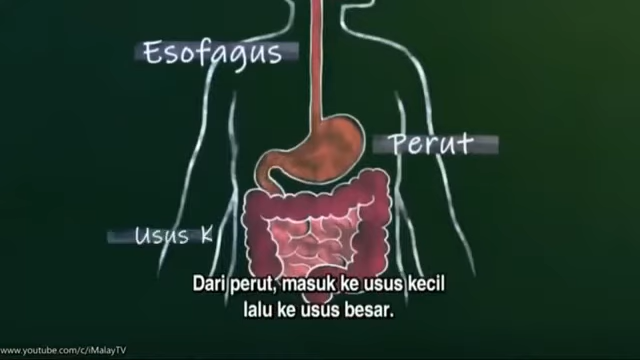 Esofagus
Perut
Usus K
Dari perut, masuk ke usus kecil
lalu ke usus besar.
www.youtube.com/c/iMalayTV